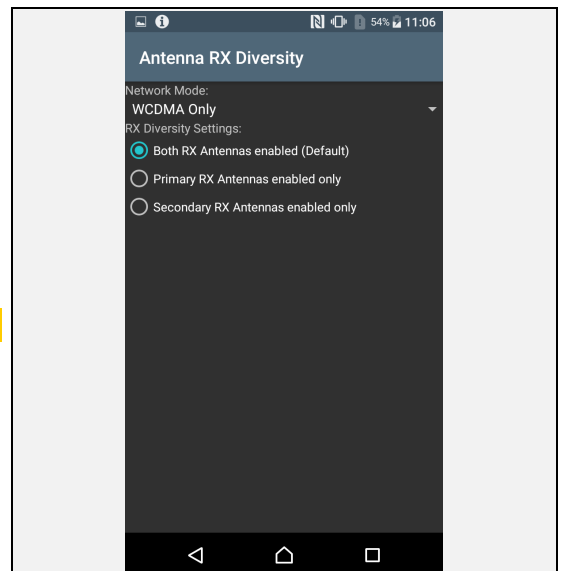 54% 11:06
Antenna RX Diversity
Network Mode:
WCDMA Only
RX Diversity Settings:
Both RX Antennas enabled (Default)
Primary RX Antennas enabled only
Secondary RX Antennas enabled only